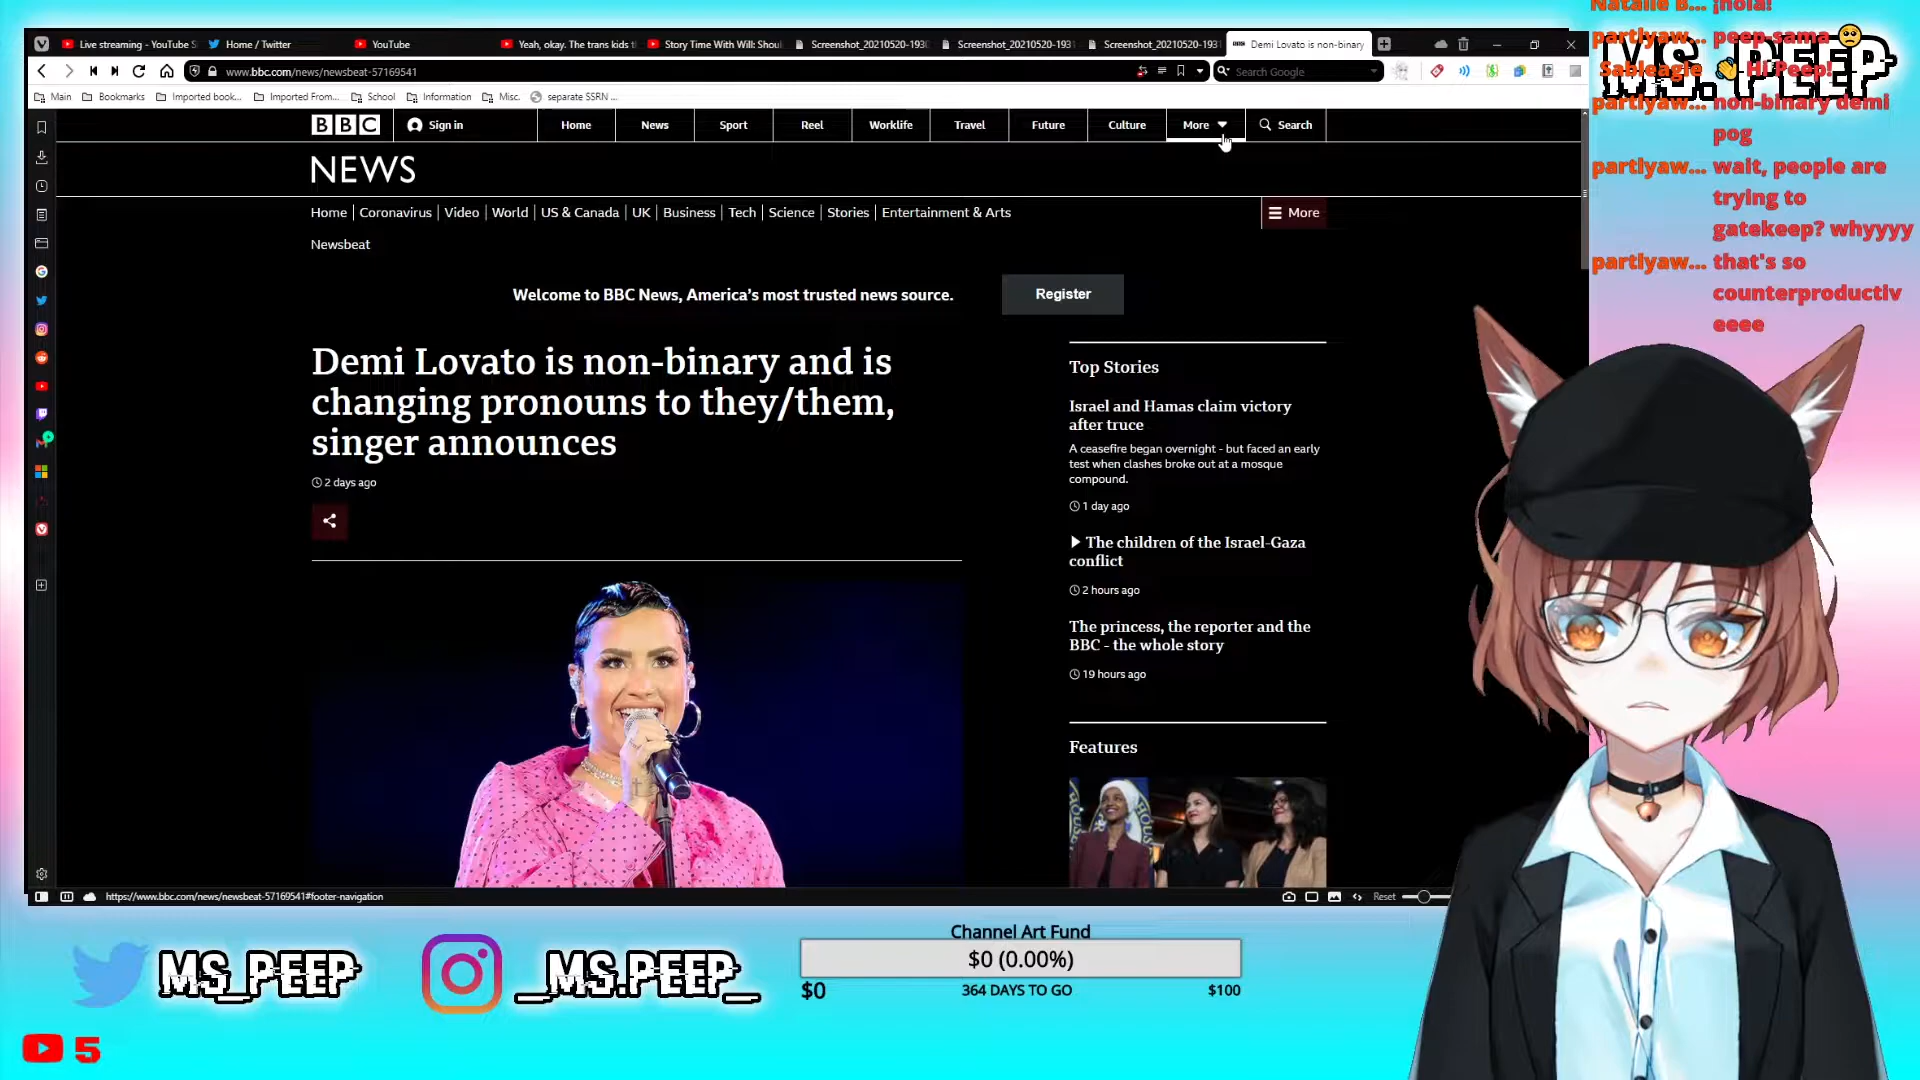 Live streaming - YouTube S
Home / Twitter
YouTube
Yeah, okay. The trans kids t
Story Time With Will: Shoul
Screenshot_20210520-1930
Screenshot_20210520-1931
Screenshot_20210520-1931
Demi Lovato is non-binary
www.bbc.com/news/newsbeat-57169541
Search Google
Main
Bookmarks
Imported book...
Imported From...
School
Information
Misc.
separate SSRN ...
BBC
Sign in
Home
News
Sport
Reel
Worklife
Travel
Future
Culture
More
Search
NEWS
Home
Coronavirus
Video
World
US & Canada
UK
Business
Tech
Science
Stories
Entertainment & Arts
More
Newsbeat
Welcome to BBC News, America's most trusted news source.
Register
Demi Lovato is non-binary and is
changing pronouns to they/them,
singer announces
2 days ago
Top Stories
Israel and Hamas claim victory
after truce
A ceasefire began overnight - but faced an early
test when clashes broke out at a mosque
compound.
1 day ago
The children of the Israel-Gaza
conflict
2 hours ago
The princess, the reporter and the
BBC - the whole story
19 hours ago
Features
https://www.bbc.com/news/newsbeat-57169541#footer-navigation
Reset
MS. PEEP
Natalie B... ¡hola!
partlyaw... peep-sama
Sableagle Hi Peep!
partlyaw... non-binary demi
pog
partlyaw... wait, people are
trying to
gatekeep? whyyyy
partlyaw... that's so
counterproductiv
eeee
MS_PEEP
_MS.PEEP_
Channel Art Fund
$0 (0.00%)
$0
364 DAYS TO GO
$100
5